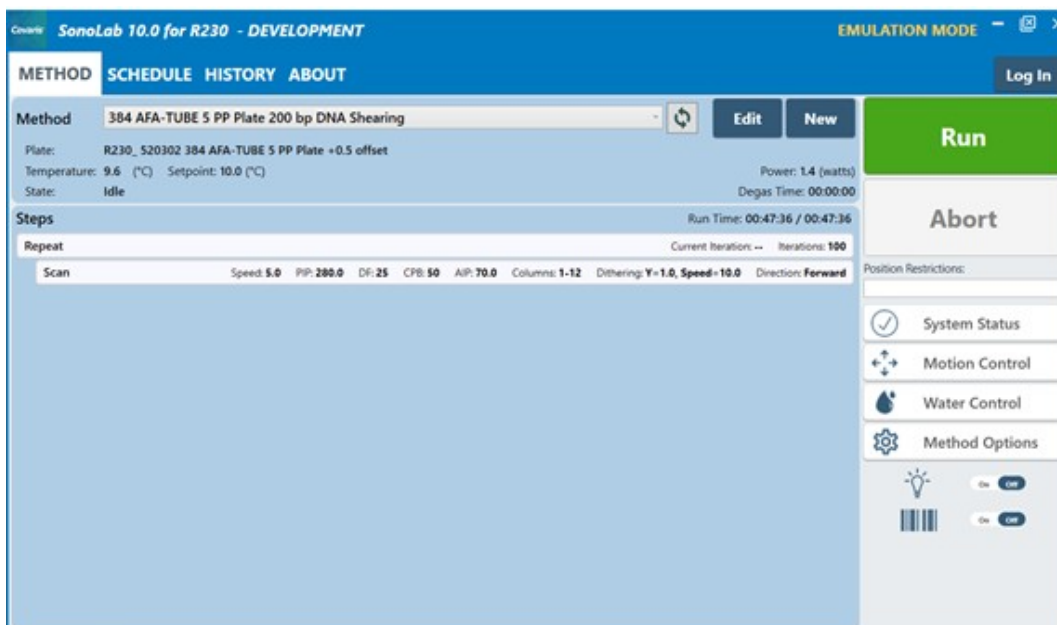 Covaris SonoLab 10.0 for R230 - DEVELOPMENT EMULATION MODE
METHOD SCHEDULE HISTORY ABOUT Log In
Method 384 AFA-TUBE 5 PP Plate 200 bp DNA Shearing Edit New
Plate: R230_ 520302 384 AFA-TUBE 5 PP Plate +0.5 offset
Temperature: 9.6 (°C) Setpoint: 10.0 (°C) Power: 1.4 (watts)
State: Idle Degas Time: 00:00:00
Run
Abort
Steps Run Time: 00:47:36 / 00:47:36
Repeat Current Iteration: -- Iterations: 100
Scan Speed: 5.0 PIP: 280.0 DF: 25 CPB: 50 AIP: 70.0 Columns: 1-12 Dithering: Y=1.0, Speed=10.0 Direction: Forward
Position Restrictions:
System Status
Motion Control
Water Control
Method Options
On Off
On Off